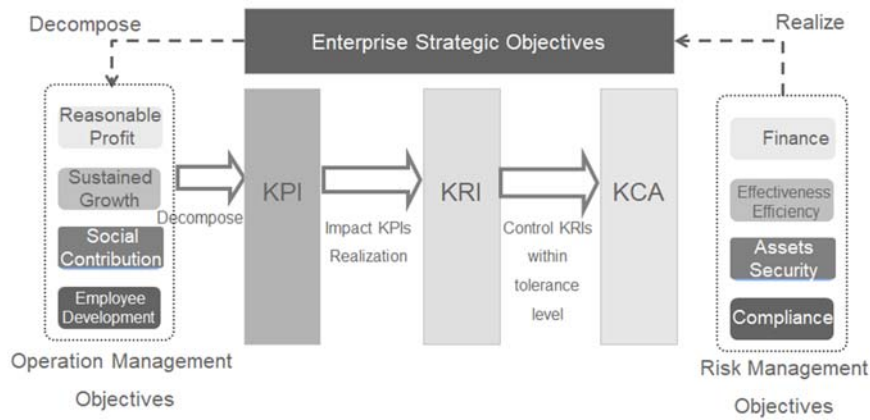 Decompose
Enterprise Strategic Objectives
Realize
Reasonable
Profit
Sustained
Growth
Social
Contribution
Employee
Development
Operation Management
Objectives
Decompose
KPI
Impact KPIs
Realization
KRI
Control KRIs
within
tolerance
level
KCA
Finance
Effectiveness
Efficiency
Assets
Security
Compliance
Risk Management
Objectives